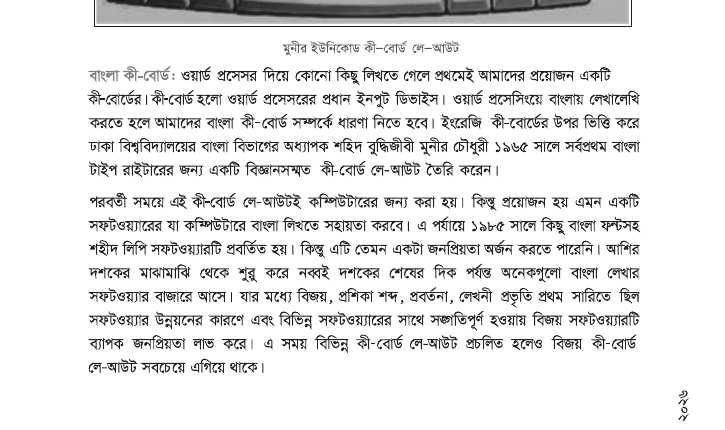 মুনীর ইউনিকোড কী–বোর্ড লে–আউট
বাংলা কী-বোর্ড: ওয়ার্ড প্রসেসর দিয়ে কোনো কিছু লিখতে গেলে প্রথমেই আমাদের প্রয়োজন একটি
কী-বোর্ডের। কী-বোর্ড হলো ওয়ার্ড প্রসেসরের প্রধান ইনপুট ডিভাইস। ওয়ার্ড প্রসেসিংয়ে বাংলায় লেখালেখি
করতে হলে আমাদের বাংলা কী-বোর্ড সম্পর্কে ধারণা নিতে হবে। ইংরেজি কী-বোর্ডের উপর ভিত্তি করে
ঢাকা বিশ্ববিদ্যালয়ের বাংলা বিভাগের অধ্যাপক শহিদ বুদ্ধিজীবী মুনীর চৌধুরী ১৯৬৫ সালে সর্বপ্রথম বাংলা
টাইপ রাইটারের জন্য একটি বিজ্ঞানসম্মত কী-বোর্ড লে-আউট তৈরি করেন।
পরবর্তী সময়ে এই কী-বোর্ড লে-আউটই কম্পিউটারের জন্য করা হয়। কিন্তু প্রয়োজন হয় এমন একটি
সফটওয়্যারের যা কম্পিউটারে বাংলা লিখতে সহায়তা করবে। এ পর্যায়ে ১৯৮৫ সালে কিছু বাংলা ফন্টসহ
শহীদ লিপি সফটওয়্যারটি প্রবর্তিত হয়। কিন্তু এটি তেমন একটা জনপ্রিয়তা অর্জন করতে পারেনি। আশির
দশকের মাঝামাঝি থেকে শুরু করে নব্বই দশকের শেষের দিক পর্যন্ত অনেকগুলো বাংলা লেখার
সফটওয়্যার বাজারে আসে। যার মধ্যে বিজয়, প্রশিকা শব্দ, প্রবর্তনা, লেখনী প্রভৃতি প্রথম সারিতে ছিল
সফটওয়্যার উন্নয়নের কারণে এবং বিভিন্ন সফটওয়্যারের সাথে সঙ্গতিপূর্ণ হওয়ায় বিজয় সফটওয়্যারটি
ব্যাপক জনপ্রিয়তা লাভ করে। এ সময় বিভিন্ন কী-বোর্ড লে-আউট প্রচলিত হলেও বিজয় কী-বোর্ড
লে-আউট সবচেয়ে এগিয়ে থাকে।
২০২৬